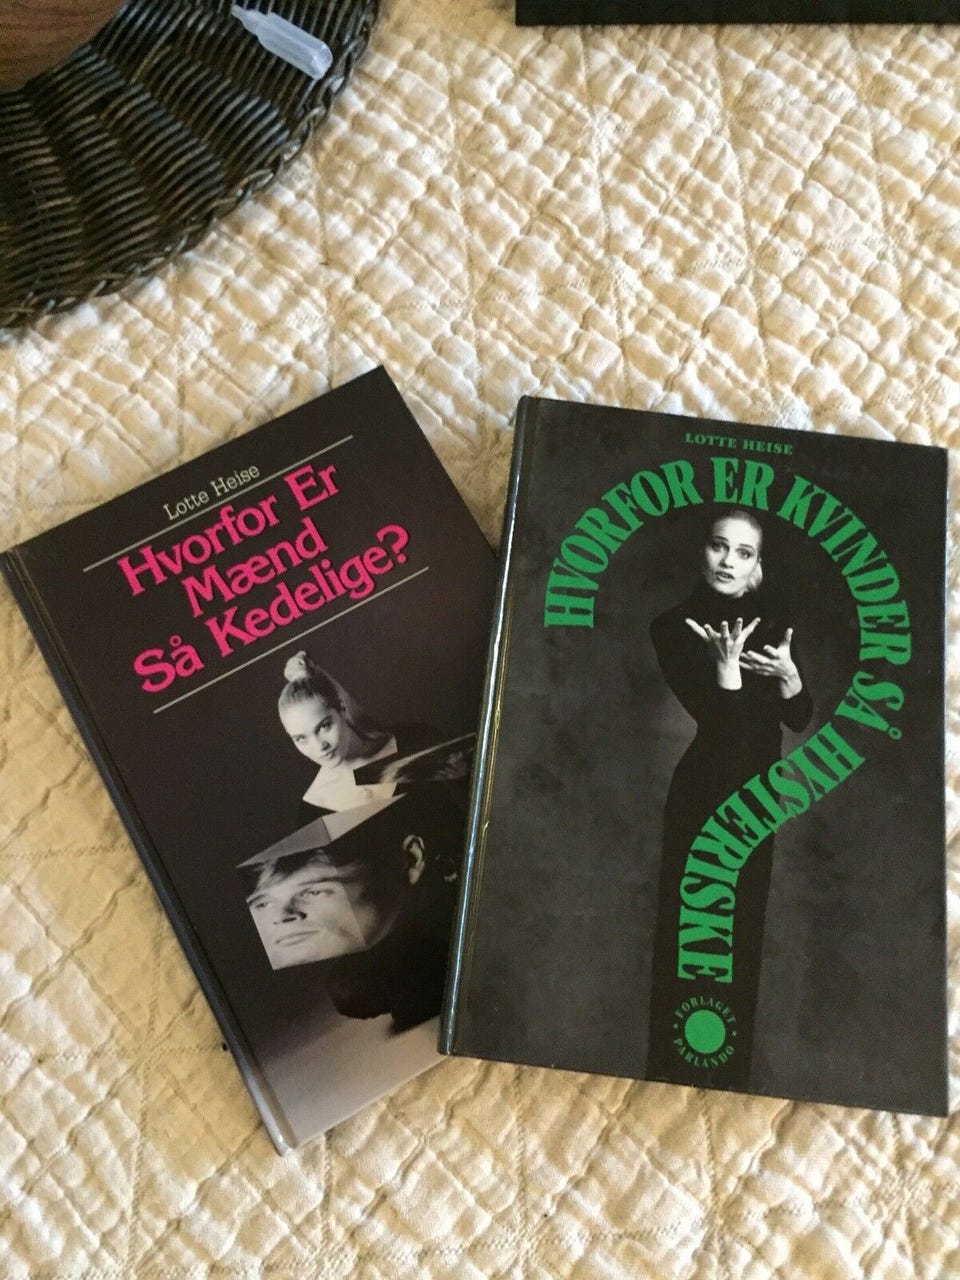 Lotte Heise
Hvorfor Er
Mænd
Så Kedelige?
LOTTE HEISE
HVORFOR ER KVINDER SÅ HYSTERISKE
FORLAGET
PARLANDO